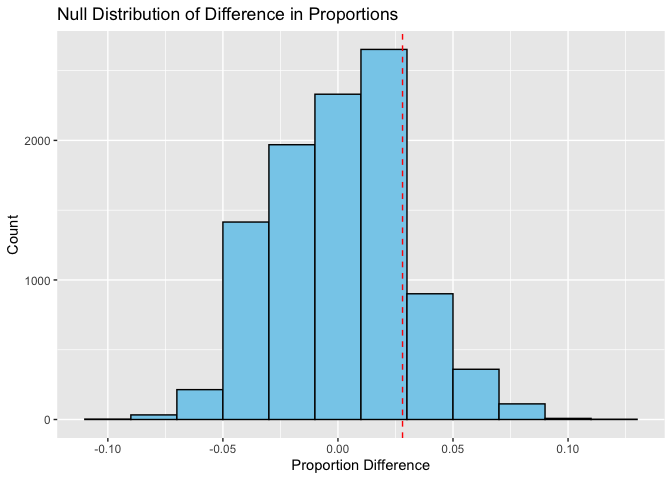 Null Distribution of Difference in Proportions
2000
1000
0
Count
-0.10 -0.05 0.00 0.05 0.10
Proportion Difference